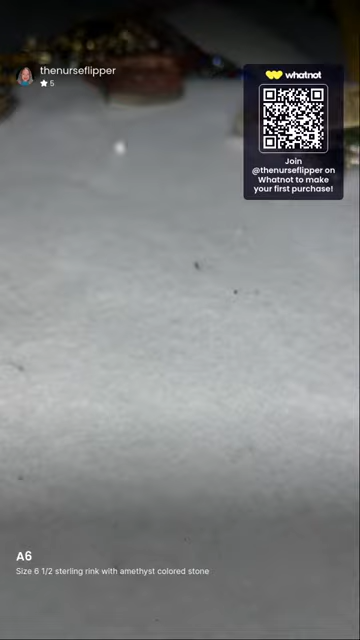 thenurseflipper
★ 5
whatnot
Join
@thenurseflipper on
Whatnot to make
your first purchase!
A6
Size 6 1/2 sterling rink with amethyst colored stone